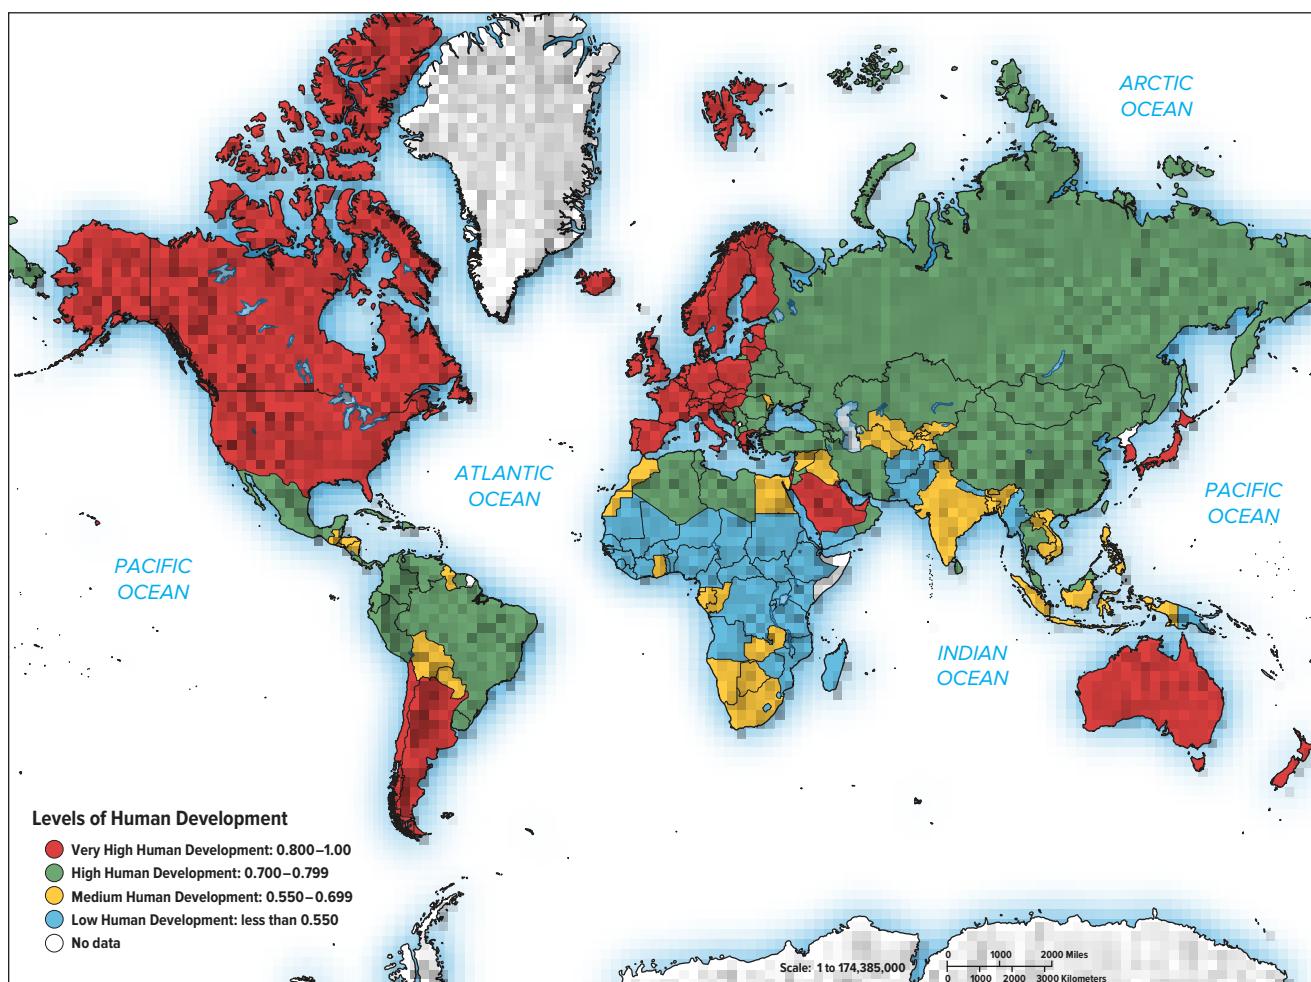 ARCTIC
OCEAN
ATLANTIC
OCEAN
PACIFIC
OCEAN
PACIFIC
OCEAN
INDIAN
OCEAN
Levels of Human Development
Very High Human Development: 0.800–1.00
High Human Development: 0.700–0.799
Medium Human Development: 0.550–0.699
Low Human Development: less than 0.550
No data
Scale: 1 to 174,385,000
0 1000 2000 Miles
0 1000 2000 3000 Kilometers